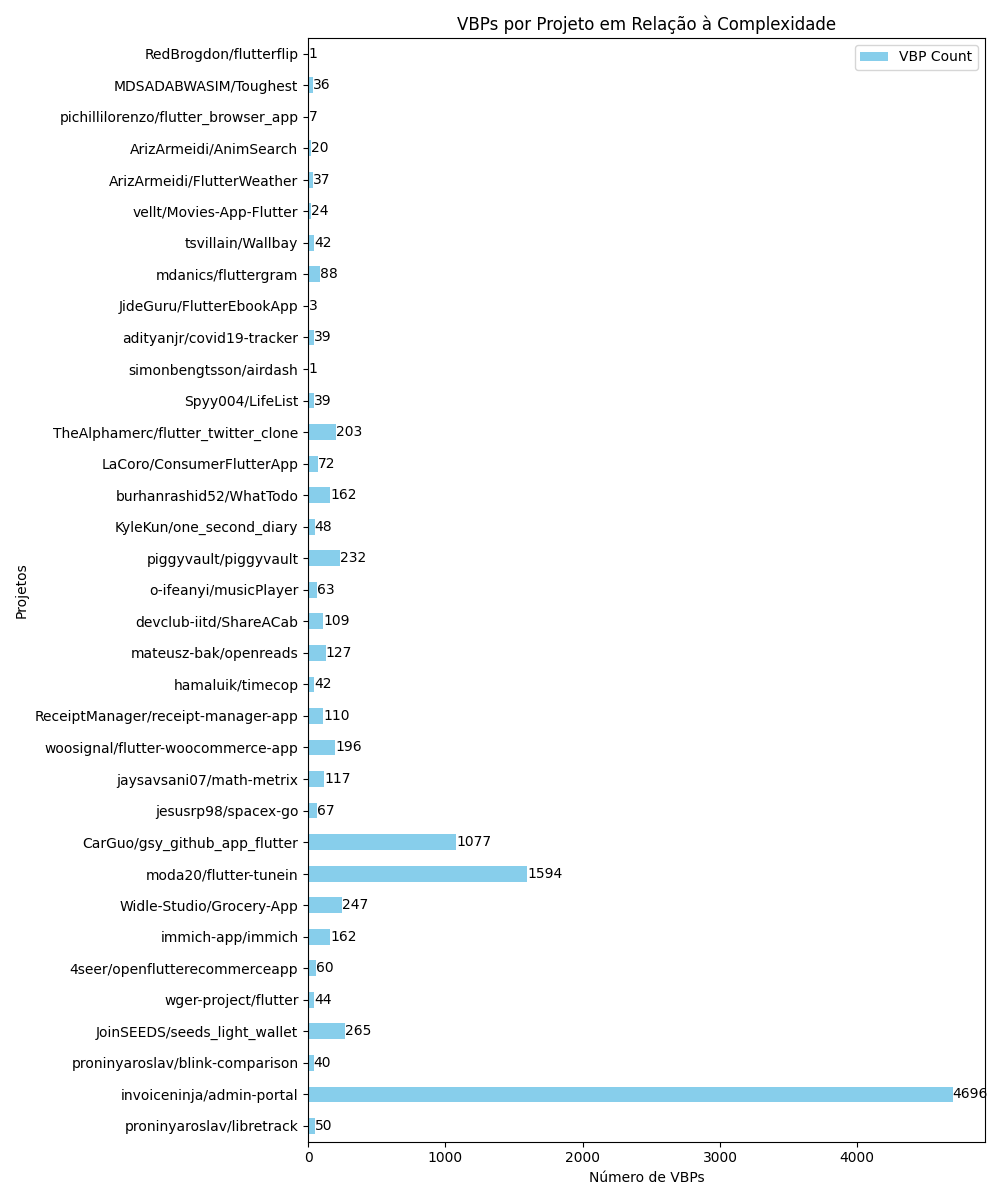 VBPs por Projeto em Relação à Complexidade
VBP Count
RedBrogdon/flutterflip 1
MDSADABWASIM/Toughest 36
pichillilorenzo/flutter_browser_app 7
ArizArmeidi/AnimSearch 20
ArizArmeidi/FlutterWeather 37
vellt/Movies-App-Flutter 24
tsvillain/Wallbay 42
mdanics/fluttergram 88
JideGuru/FlutterEbookApp 3
adityanjr/covid19-tracker 39
simonbengtsson/airdash 1
Spyy004/LifeList 39
TheAlphamerc/flutter_twitter_clone 203
LaCoro/ConsumerFlutterApp 72
burhanrashid52/WhatTodo 162
KyleKun/one_second_diary 48
piggyvault/piggyvault 232
o-ifeanyi/musicPlayer 63
devclub-iitd/ShareACab 109
mateusz-bak/openreads 127
hamaluik/timecop 42
ReceiptManager/receipt-manager-app 110
woosignal/flutter-woocommerce-app 196
jaysavsani07/math-metrix 117
jesusrp98/spacex-go 67
CarGuo/gsy_github_app_flutter 1077
moda20/flutter-tunein 1594
Widle-Studio/Grocery-App 247
immich-app/immich 162
4seer/openflutterecommerceapp 60
wger-project/flutter 44
JoinSEEDS/seeds_light_wallet 265
proninyaroslav/blink-comparison 40
invoiceninja/admin-portal 4696
proninyaroslav/libretrack 50
Projetos
0 1000 2000 3000 4000
Número de VBPs